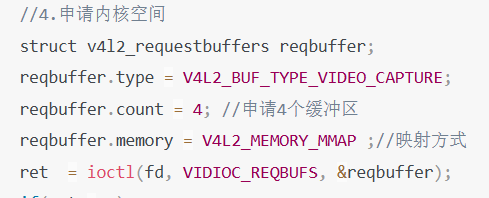 //4.申请内核空间
struct v4l2_requestbuffers reqbuffer;
reqbuffer.type = V4L2_BUF_TYPE_VIDEO_CAPTURE;
reqbuffer.count = 4; //申请4个缓冲区
reqbuffer.memory = V4L2_MEMORY_MMAP ;//映射方式
ret  = ioctl(fd, VIDIOC_REQBUFS, &reqbuffer);